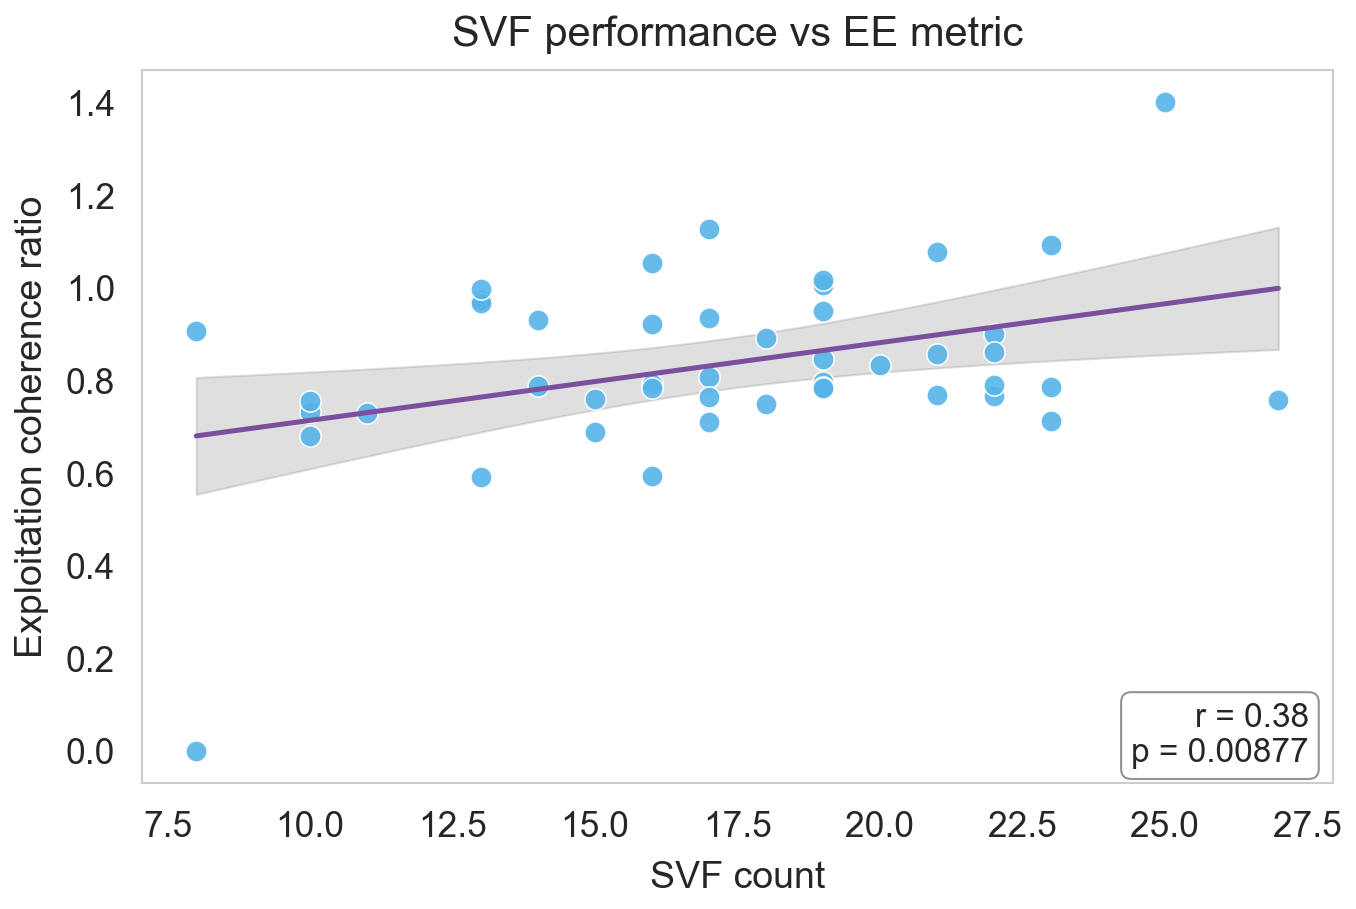 SVF performance vs EE metric
1.4
1.2
1.0
0.8
0.6
0.4
0.2
0.0
Exploitation coherence ratio
r = 0.38
p = 0.00877
7.5 10.0 12.5 15.0 17.5 20.0 22.5 25.0 27.5
SVF count